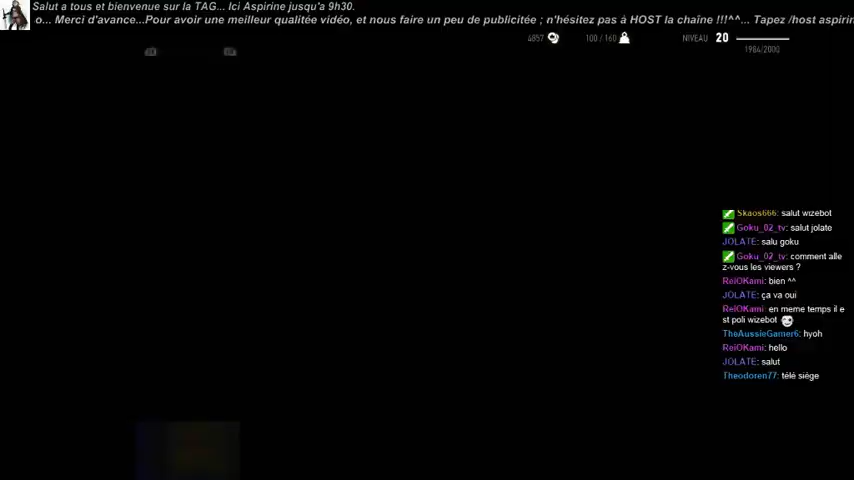 Salut a tous et bienvenue sur la TAG... Ici Aspirine jusqu'a 9h30.
o... Merci d'avance...Pour avoir une meilleur qualitée vidéo, et nous faire un peu de publicitée ; n'hésitez pas à HOST la chaîne !!!^^... Tapez /host aspirin
4857 100 / 160 NIVEAU 20
1984/2000
Skaos666: salut wizebot
Goku_02_tv: salut jolate
JOLATE: salu goku
Goku_02_tv: comment alle
z-vous les viewers ?
ReiOKami: bien ^^
JOLATE: ça va oui
ReiOKami: en meme temps il e
st poli wizebot
TheAussieGamer6: hyoh
ReiOKami: hello
JOLATE: salut
Theodoren77: télé siège